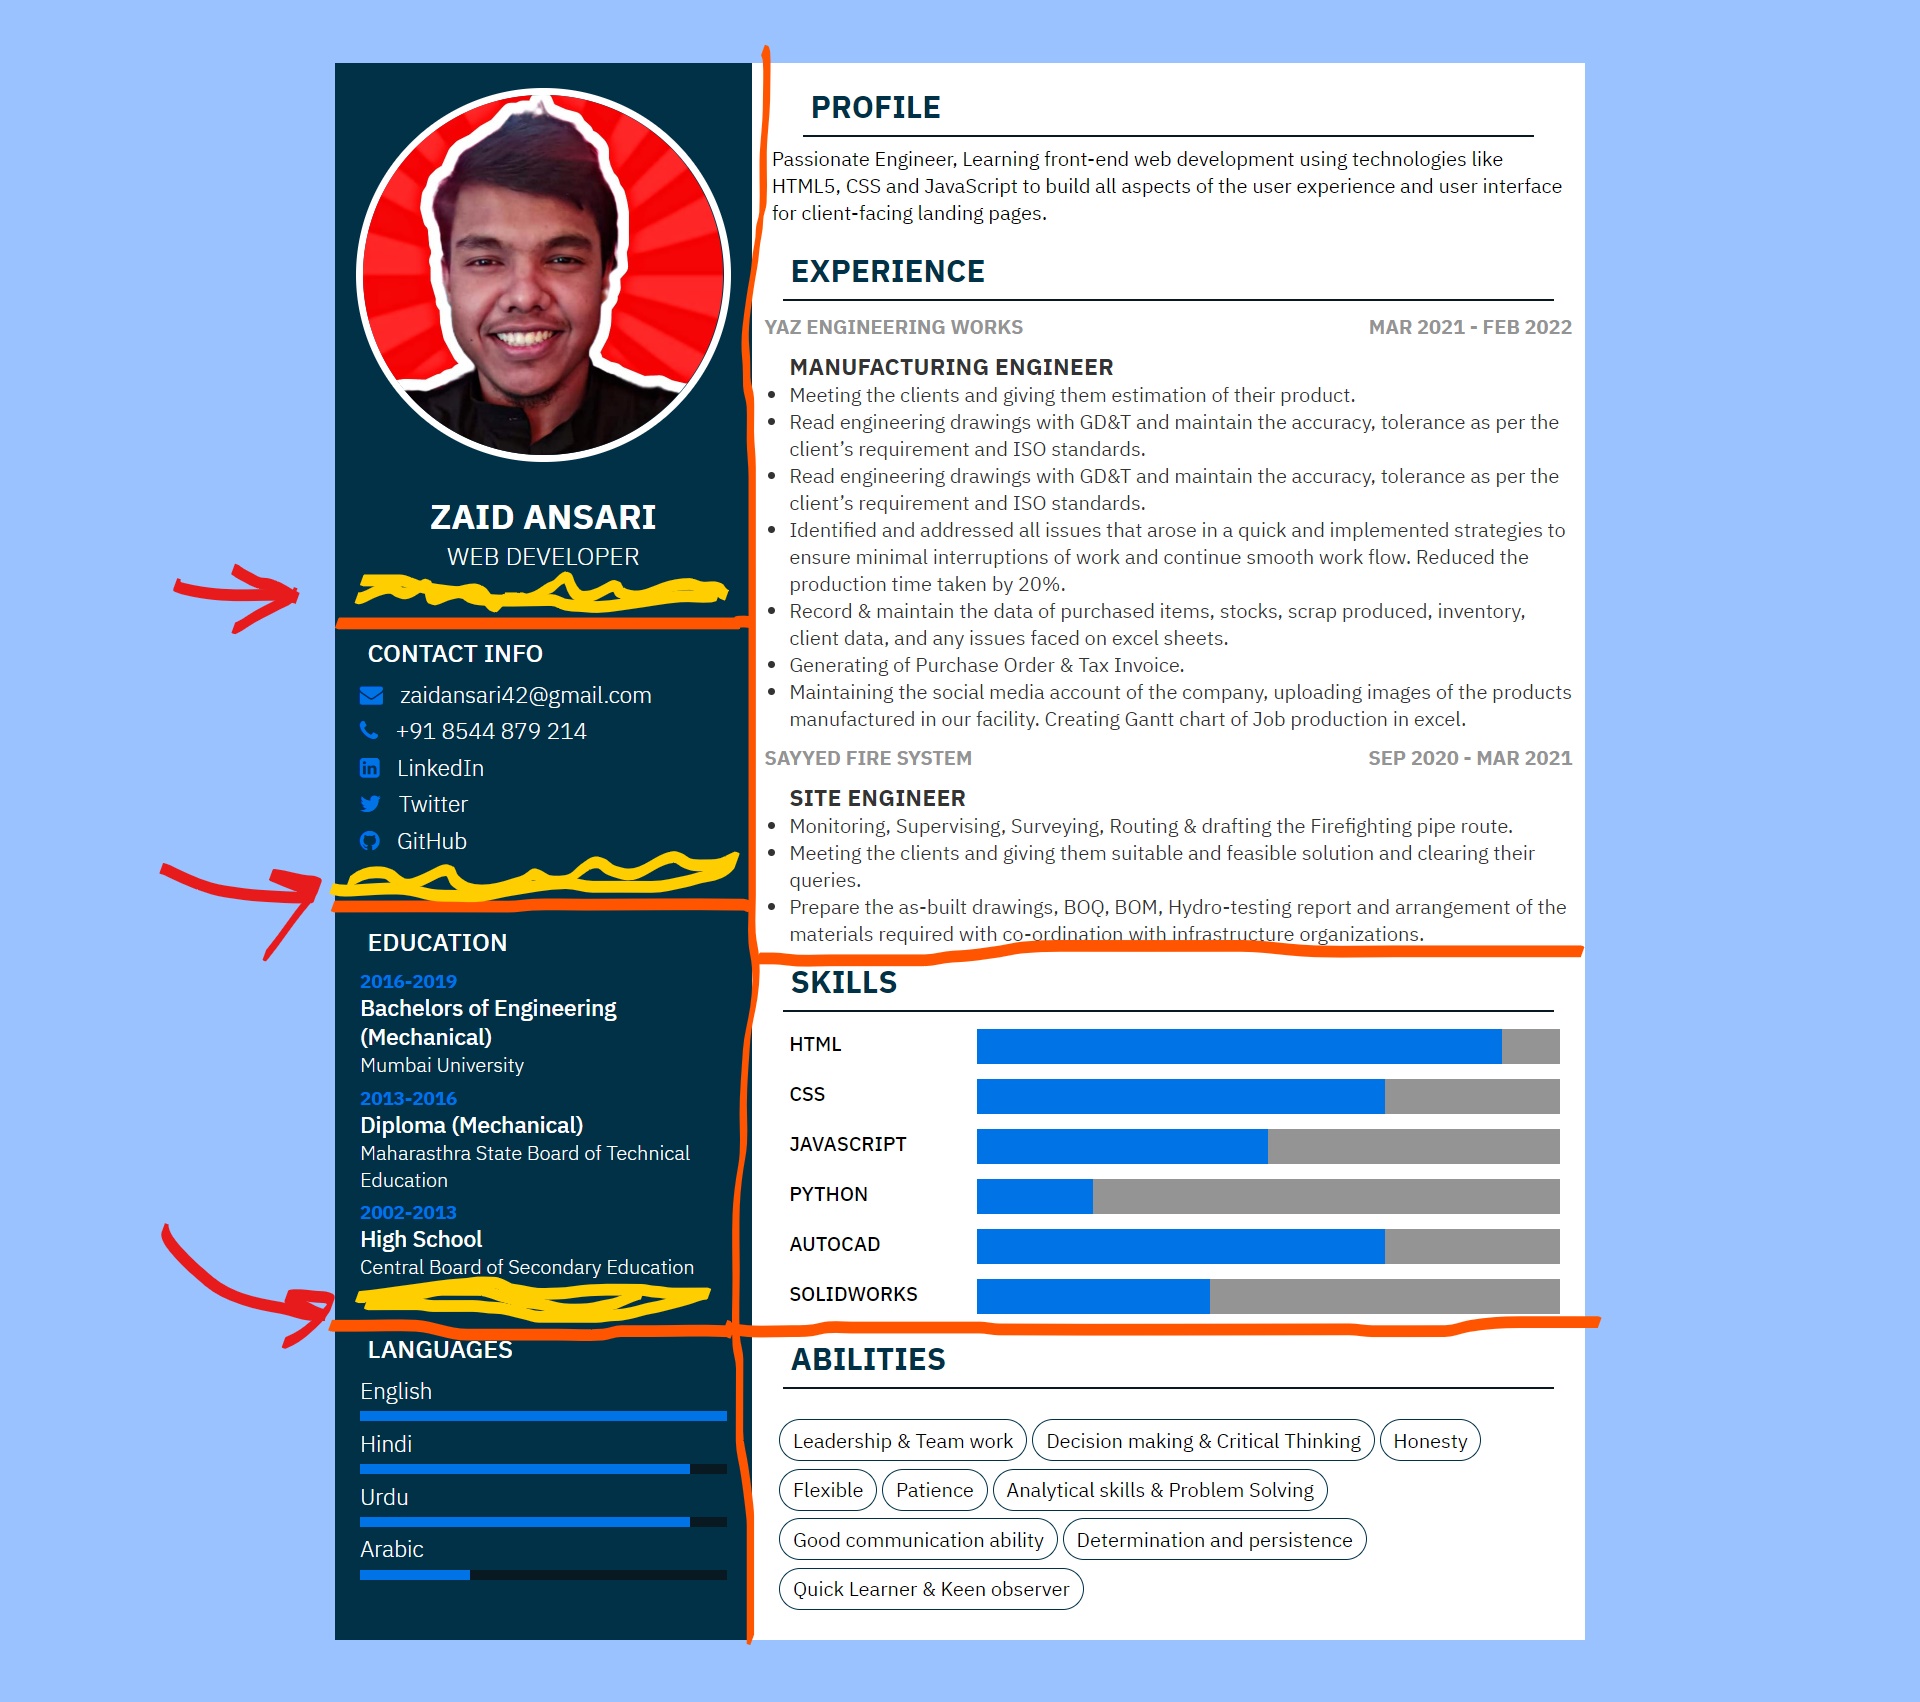 ZAID ANSARI
WEB DEVELOPER
CONTACT INFO
zaidansari42@gmail.com
+91 8544 879 214
LinkedIn
Twitter
GitHub
EDUCATION
2016-2019
Bachelors of Engineering
(Mechanical)
Mumbai University
2013-2016
Diploma (Mechanical)
Maharasthra State Board of Technical
Education
2002-2013
High School
Central Board of Secondary Education
LANGUAGES
English
Hindi
Urdu
Arabic
PROFILE
Passionate Engineer, Learning front-end web development using technologies like
HTML5, CSS and JavaScript to build all aspects of the user experience and user interface
for client-facing landing pages.
EXPERIENCE
YAZ ENGINEERING WORKS MAR 2021 - FEB 2022
MANUFACTURING ENGINEER
• Meeting the clients and giving them estimation of their product.
• Read engineering drawings with GD&T and maintain the accuracy, tolerance as per the
client’s requirement and ISO standards.
• Read engineering drawings with GD&T and maintain the accuracy, tolerance as per the
client’s requirement and ISO standards.
• Identified and addressed all issues that arose in a quick and implemented strategies to
ensure minimal interruptions of work and continue smooth work flow. Reduced the
production time taken by 20%.
• Record & maintain the data of purchased items, stocks, scrap produced, inventory,
client data, and any issues faced on excel sheets.
• Generating of Purchase Order & Tax Invoice.
• Maintaining the social media account of the company, uploading images of the products
manufactured in our facility. Creating Gantt chart of Job production in excel.
SAYYED FIRE SYSTEM SEP 2020 - MAR 2021
SITE ENGINEER
• Monitoring, Supervising, Surveying, Routing & drafting the Firefighting pipe route.
• Meeting the clients and giving them suitable and feasible solution and clearing their
queries.
• Prepare the as-built drawings, BOQ, BOM, Hydro-testing report and arrangement of the
materials required with co-ordination with infrastructure organizations.
SKILLS
HTML
CSS
JAVASCRIPT
PYTHON
AUTOCAD
SOLIDWORKS
ABILITIES
Leadership & Team work Decision making & Critical Thinking Honesty
Flexible Patience Analytical skills & Problem Solving
Good communication ability Determination and persistence
Quick Learner & Keen observer